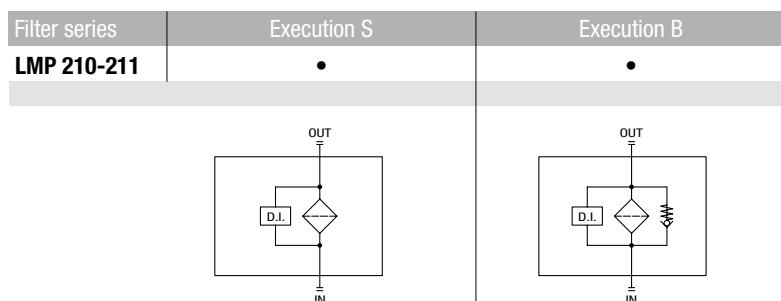 Filter series Execution S Execution B
LMP 210-211 • •
OUT OUT
D.I. D.I.
IN IN